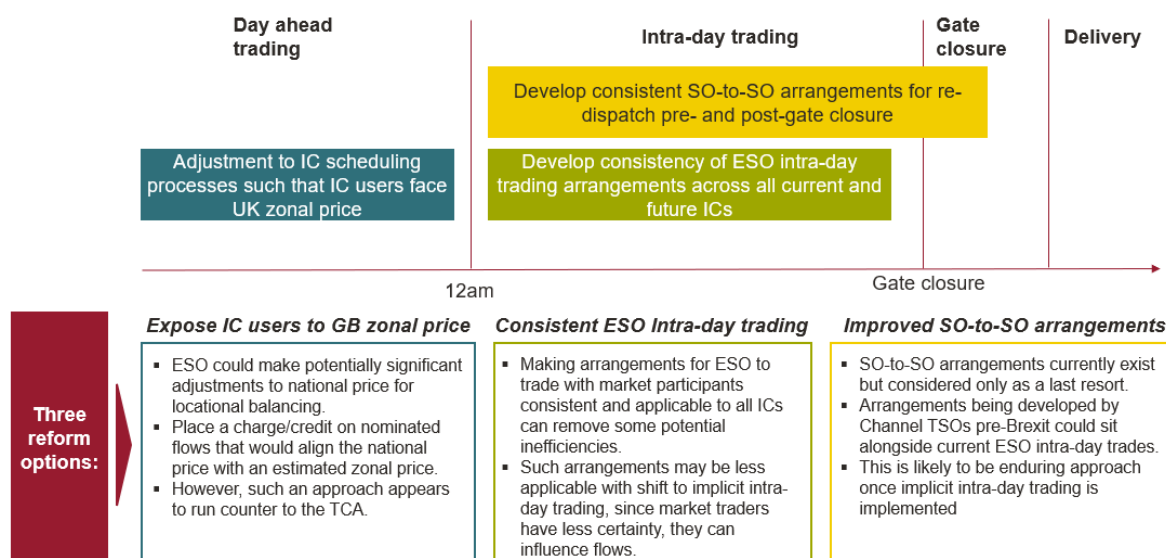 Day ahead
trading
Intra-day trading
Gate
closure
Delivery
Develop consistent SO-to-SO arrangements for re-
dispatch pre- and post-gate closure
Adjustment to IC scheduling
processes such that IC users face
UK zonal price
Develop consistency of ESO intra-day
trading arrangements across all current and
future ICs
12am
Gate closure
Three
reform
options:
Expose IC users to GB zonal price
▪ ESO could make potentially significant
adjustments to national price for
locational balancing.
▪ Place a charge/credit on nominated
flows that would align the national
price with an estimated zonal price.
▪ However, such an approach appears
to run counter to the TCA.
Consistent ESO Intra-day trading
▪ Making arrangements for ESO to
trade with market participants
consistent and applicable to all ICs
can remove some potential
inefficiencies.
▪ Such arrangements may be less
applicable with shift to implicit intra-
day trading, since market traders
have less certainty, they can
influence flows.
Improved SO-to-SO arrangements
▪ SO-to-SO arrangements currently exist
but considered only as a last resort.
▪ Arrangements being developed by
Channel TSOs pre-Brexit could sit
alongside current ESO intra-day trades.
▪ This is likely to be enduring approach
once implicit intra-day trading is
implemented